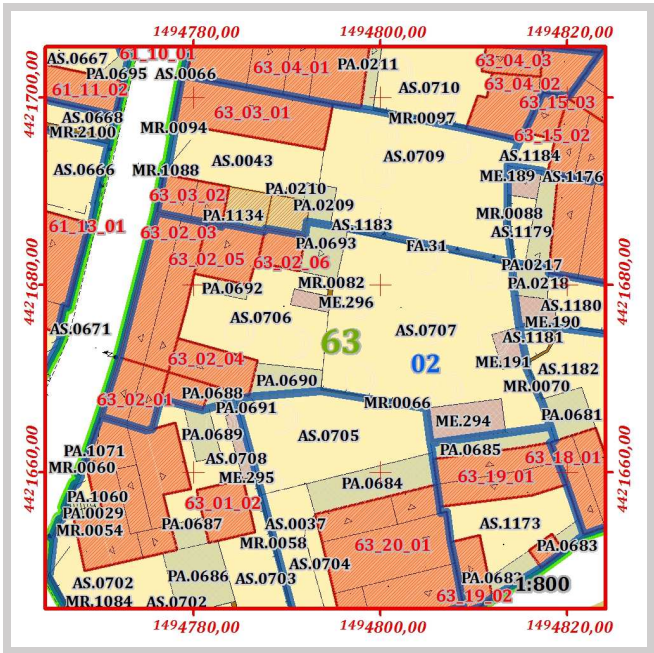 1494780,00 1494800,00 1494820,00
61_10_01
AS.0667
63_04_03
PA.0211
63_04_01
PA.0695 AS.0066
63_04_02
AS.0710
61_11_02
63_15_03
4421700,00
4421700,00
63_03_01
AS.0668
MR.0097
MR.0094
MR.2100
63_15_02
AS.1184
AS.0709
AS.0043
AS.0666
MR.1088
ME.189 AS.1176
PA.0210
63_03_02
PA.0209
PA.1134
MR.0088
61_13_01
AS.1183
63_02_03
AS.1179
PA.0693
FA.31
63_02_05
63_02_06
PA.0217
4421680,00
4421680,00
MR.0082
PA.0218
PA.0692
ME.296
AS.1180
AS.0706
ME.190
AS.0671
AS.0707
63
AS.1181
63_02_04
ME.191
02
AS.1182
PA.0690
MR.0070
PA.0688
63_02_01
MR.0066
PA.0691
PA.0681
ME.294
PA.0689
AS.0705
PA.1071
PA.0685
AS.0708
63_18_01
MR.0060
4421660,00
4421660,00
ME.295
63_19_01
PA.0684
PA.1060
63_01_02
PA.0029
PA.0687
AS.0037
AS.1173
MR.0054
MR.0058
63_20_01
PA.0683
AS.0704
PA.0686
AS.0703
PA.0683
AS.0702
1:800
63_19_02
MR.1084 AS.0702
1494780,00 1494800,00 1494820,00